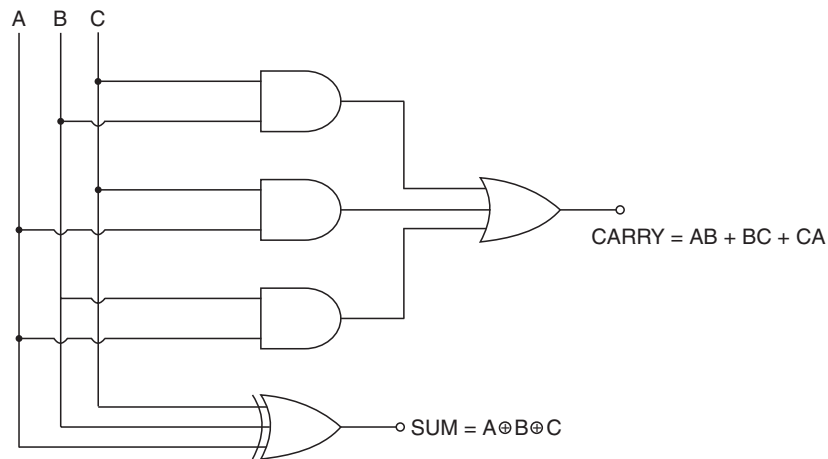 A B C
CARRY = AB + BC + CA
SUM = A⊕B⊕C